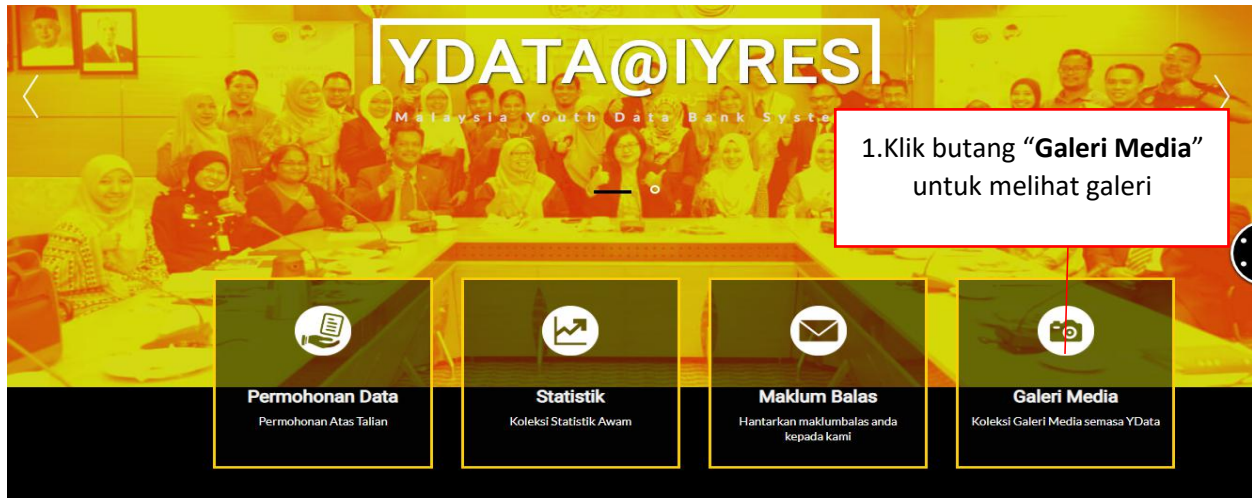 YDATA@IYRES
Malaysia Youth Data Bank Syste
1.Klik butang “Galeri Media”
untuk melihat galeri
Permohonan Data
Permohonan Atas Talian
Statistik
Koleksi Statistik Awam
Maklum Balas
Hantarkan maklumbalas anda
kepada kami
Galeri Media
Koleksi Galeri Media semasa YData